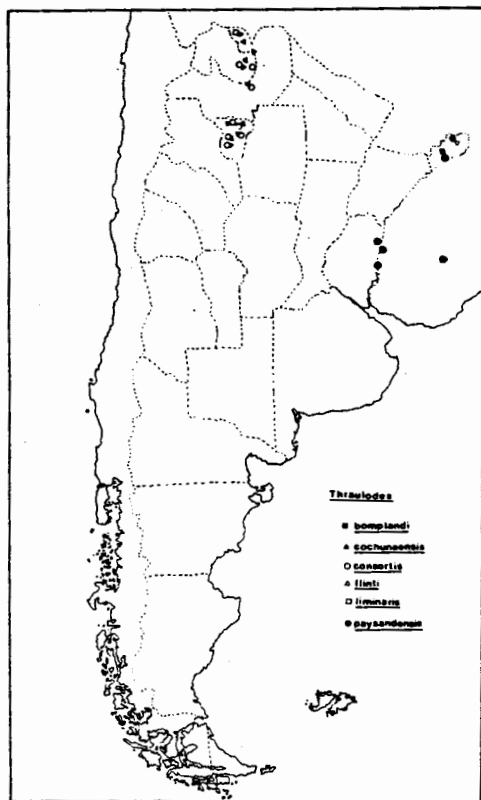 Thraulodes
bomplandi
cochunaensis
consortis
flinti
liminaris
paysandensis